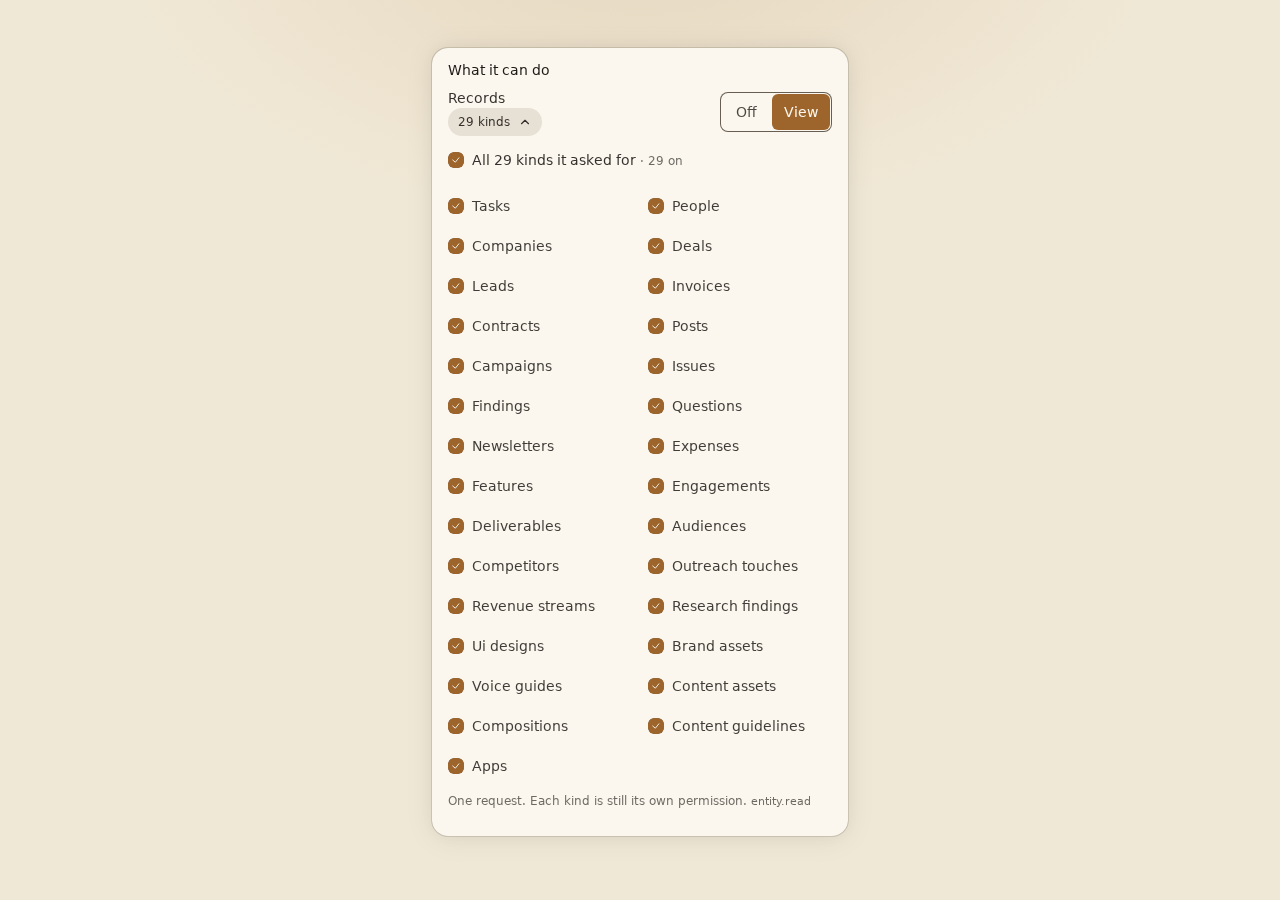 What it can do
Records
29 kinds
Off View
All 29 kinds it asked for · 29 on
Tasks People
Companies Deals
Leads Invoices
Contracts Posts
Campaigns Issues
Findings Questions
Newsletters Expenses
Features Engagements
Deliverables Audiences
Competitors Outreach touches
Revenue streams Research findings
Ui designs Brand assets
Voice guides Content assets
Compositions Content guidelines
Apps
One request. Each kind is still its own permission. entity.read